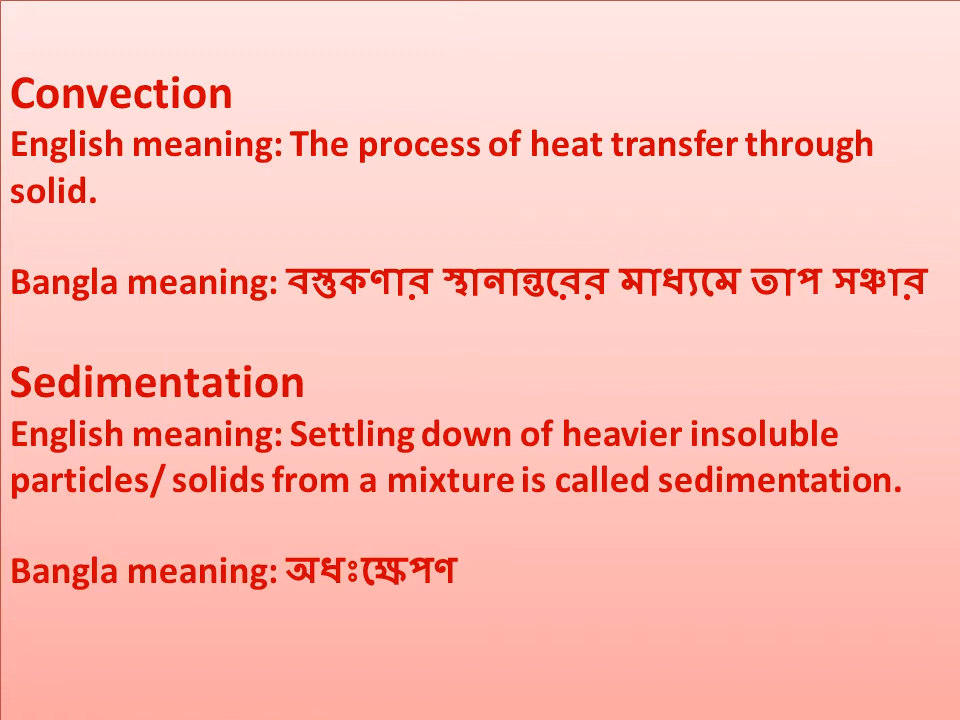 Convection
English meaning: The process of heat transfer through
solid.
Bangla meaning: বস্তুকণার স্থানান্তরের মাধ্যমে তাপ সঞ্চার
Sedimentation
English meaning: Settling down of heavier insoluble
particles/ solids from a mixture is called sedimentation.
Bangla meaning: অধঃক্ষেপণ